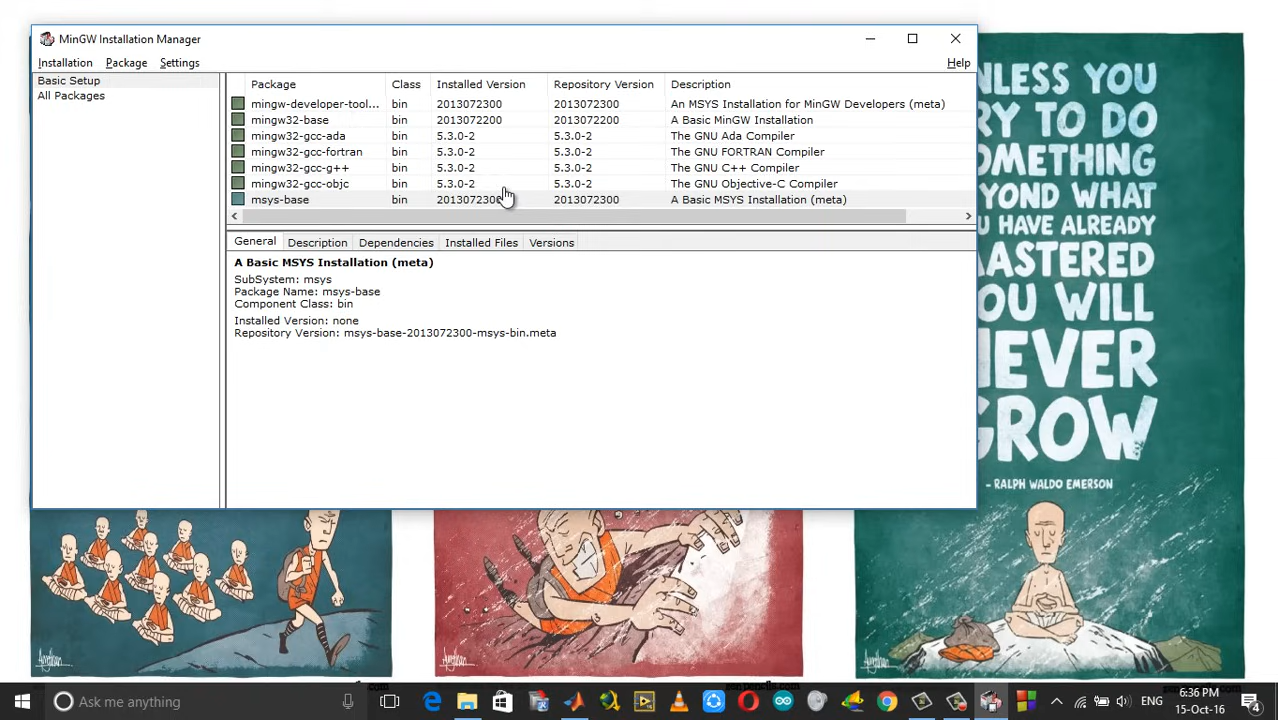 MinGW Installation Manager
Installation Package Settings Help
Basic Setup
All Packages
Package Class Installed Version Repository Version Description
mingw-developer-tool... bin 2013072300 2013072300 An MSYS Installation for MinGW Developers (meta)
mingw32-base bin 2013072200 2013072200 A Basic MinGW Installation
mingw32-gcc-ada bin 5.3.0-2 5.3.0-2 The GNU Ada Compiler
mingw32-gcc-fortran bin 5.3.0-2 5.3.0-2 The GNU FORTRAN Compiler
mingw32-gcc-g++ bin 5.3.0-2 5.3.0-2 The GNU C++ Compiler
mingw32-gcc-objc bin 5.3.0-2 5.3.0-2 The GNU Objective-C Compiler
msys-base bin 2013072300 2013072300 A Basic MSYS Installation (meta)
General Description Dependencies Installed Files Versions
A Basic MSYS Installation (meta)
SubSystem: msys
Package Name: msys-base
Component Class: bin
Installed Version: none
Repository Version: msys-base-2013072300-msys-bin.meta
NLESS YOU
RY TO DO
OMETHING
YOND WHAT
U HAVE ALREADY
ASTERED
OU WILL
EVER
GROW
- RALPH WALDO EMERSON
Ask me anything
ENG
6:36 PM
15-Oct-16
4